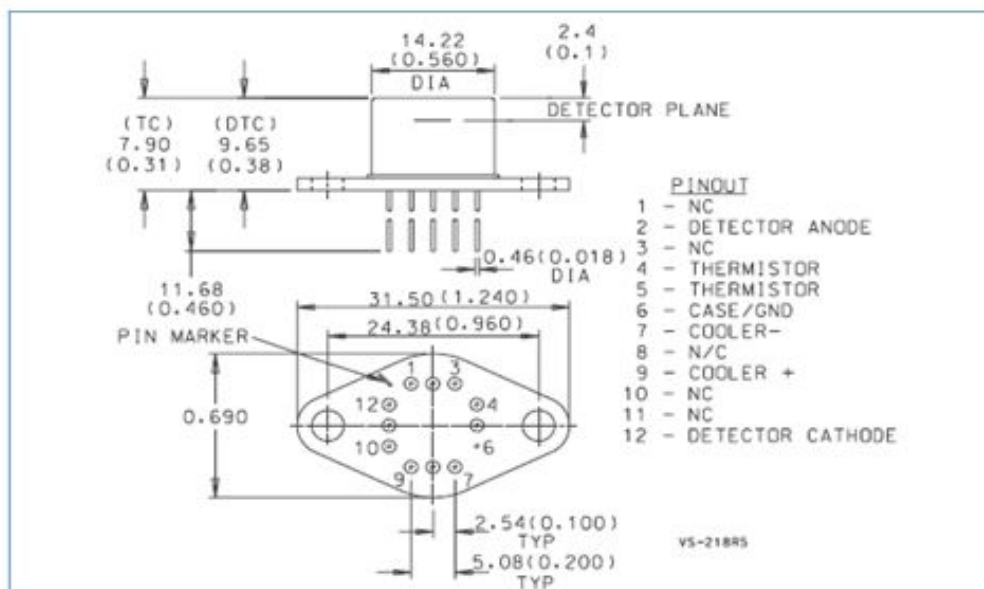 14.22
(0.560)
DIA
2.4
(0.1)
DETECTOR PLANE
(TC)
7.90
(0.31)
(DTC)
9.65
(0.38)
11.68
(0.460)
0.46(0.018)
DIA
31.50(1.240)
24.38(0.960)
PIN MARKER
0.690
1
3
12
4
10
+6
9
7
2.54(0.100)
TYP
5.08(0.200)
TYP
PINOUT
1 - NC
2 - DETECTOR ANODE
3 - NC
4 - THERMISTOR
5 - THERMISTOR
6 - CASE/GND
7 - COOLER-
8 - N/C
9 - COOLER +
10 - NC
11 - NC
12 - DETECTOR CATHODE
VS-218R5